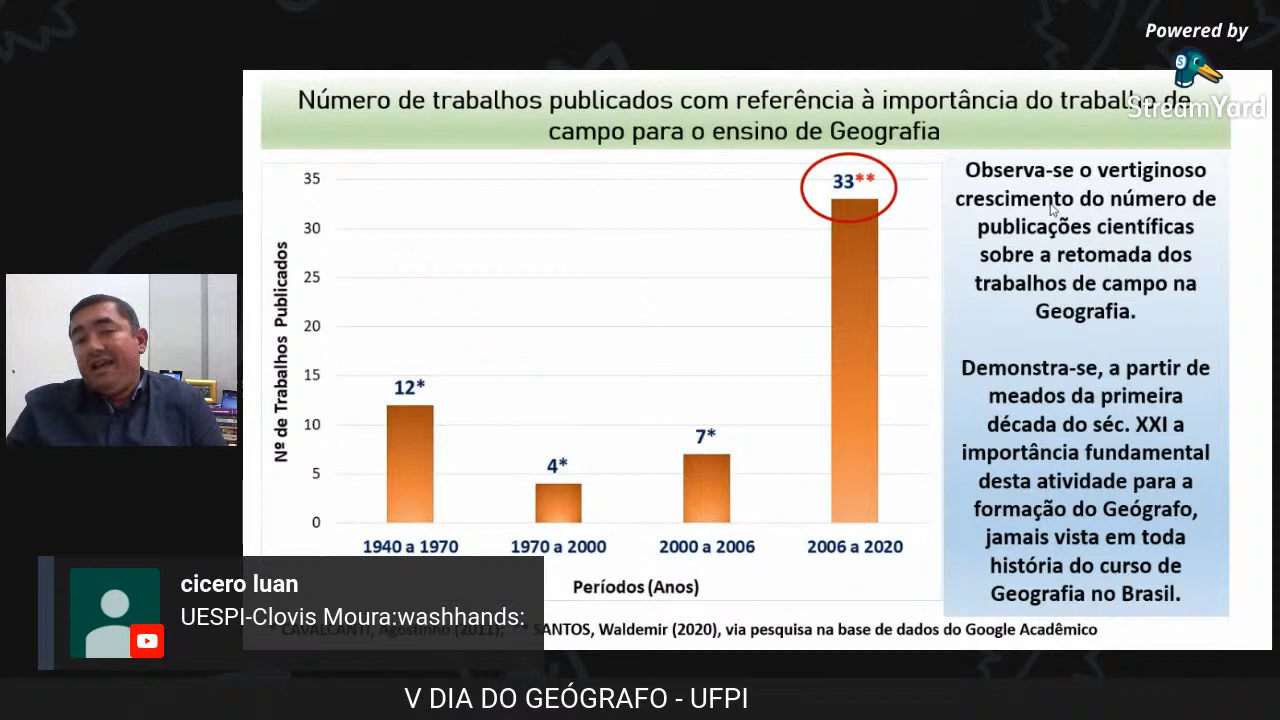 Powered by
StreamYard
Número de trabalhos publicados com referência à importância do trabalho de
campo para o ensino de Geografia
Nº de Trabalhos Publicados
35
30
25
20
15
10
5
0
12*
4*
7*
33**
1940 a 1970
1970 a 2000
2000 a 2006
2006 a 2020
Períodos (Anos)
Observa-se o vertiginoso
crescimento do número de
publicações científicas
sobre a retomada dos
trabalhos de campo na
Geografia.
Demonstra-se, a partir de
meados da primeira
década do séc. XXI a
importância fundamental
desta atividade para a
formação do Geógrafo,
jamais vista em toda
história do curso de
Geografia no Brasil.
* CAVALCANTI, Agostinho (2011); ** SANTOS, Waldemir (2020), via pesquisa na base de dados do Google Acadêmico
cicero luan
UESPI-Clovis Moura:washhands:
V DIA DO GEÓGRAFO - UFPI